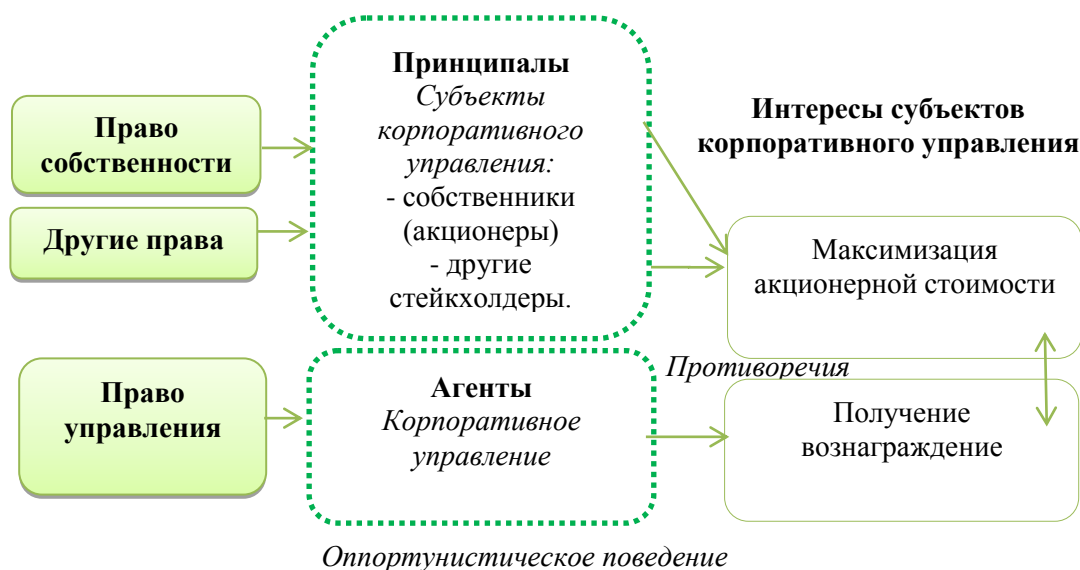 Право
собственности
Другие права
Право
управления
Принципалы
Субъекты
корпоративного
управления:
- собственники
(акционеры)
- другие
стейкхолдеры.
Агенты
Корпоративное
управление
Интересы субъектов
корпоративного управления
Максимизация
акционерной стоимости
Противоречия
Получение
вознаграждение
Оппортунистическое поведение